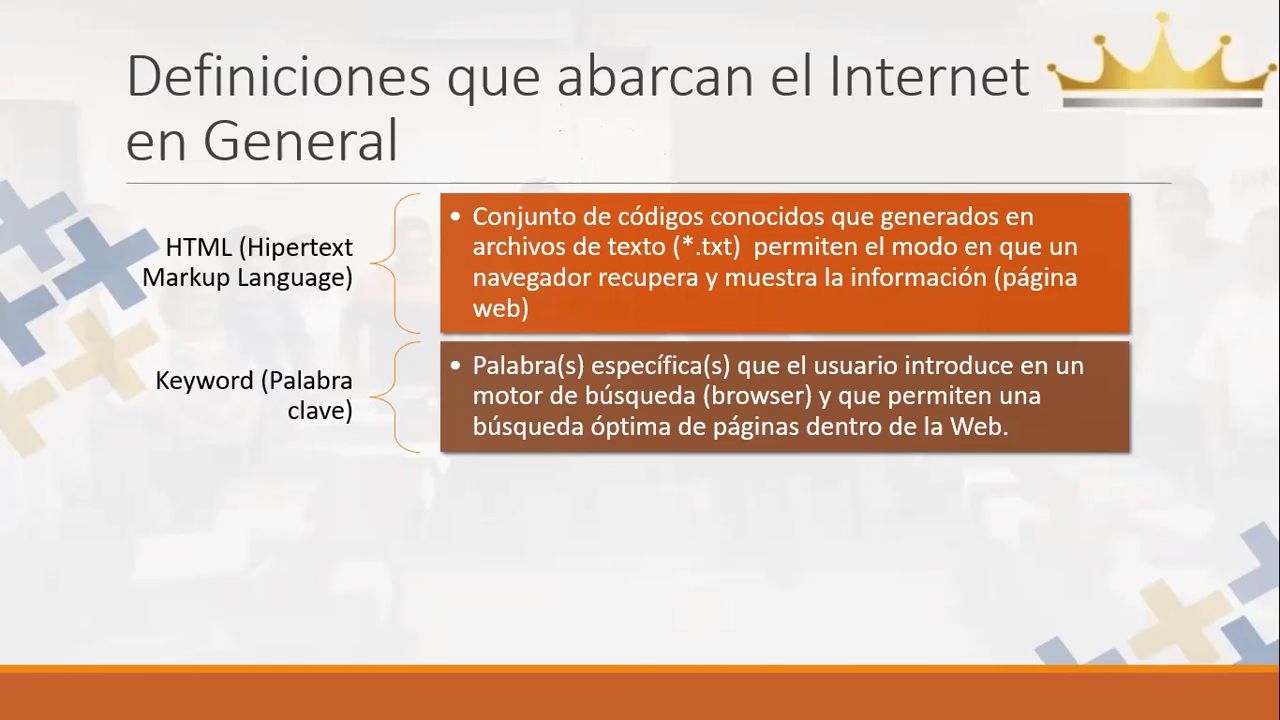 Definiciones que abarcan el Internet
en General
HTML (Hipertext
Markup Language)
• Conjunto de códigos conocidos que generados en
archivos de texto (*.txt)  permiten el modo en que un
navegador recupera y muestra la información (página
web)
Keyword (Palabra
clave)
• Palabra(s) específica(s) que el usuario introduce en un
motor de búsqueda (browser) y que permiten una
búsqueda óptima de páginas dentro de la Web.